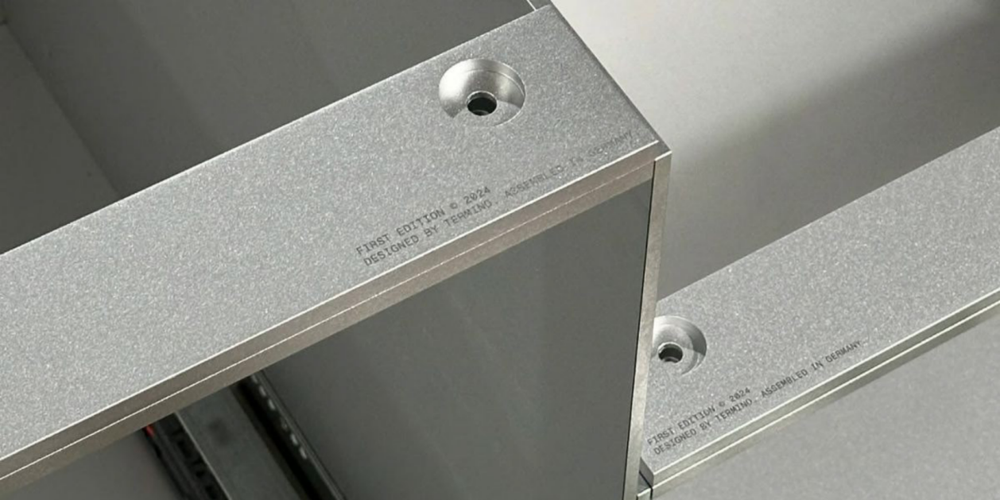 FIRST EDITION © 2024
DESIGNED BY TERMINO ASSEMBLED IN GERMANY
FIRST EDITION © 2024
DESIGNED BY TERMINO. ASSEMBLED IN GERMANY